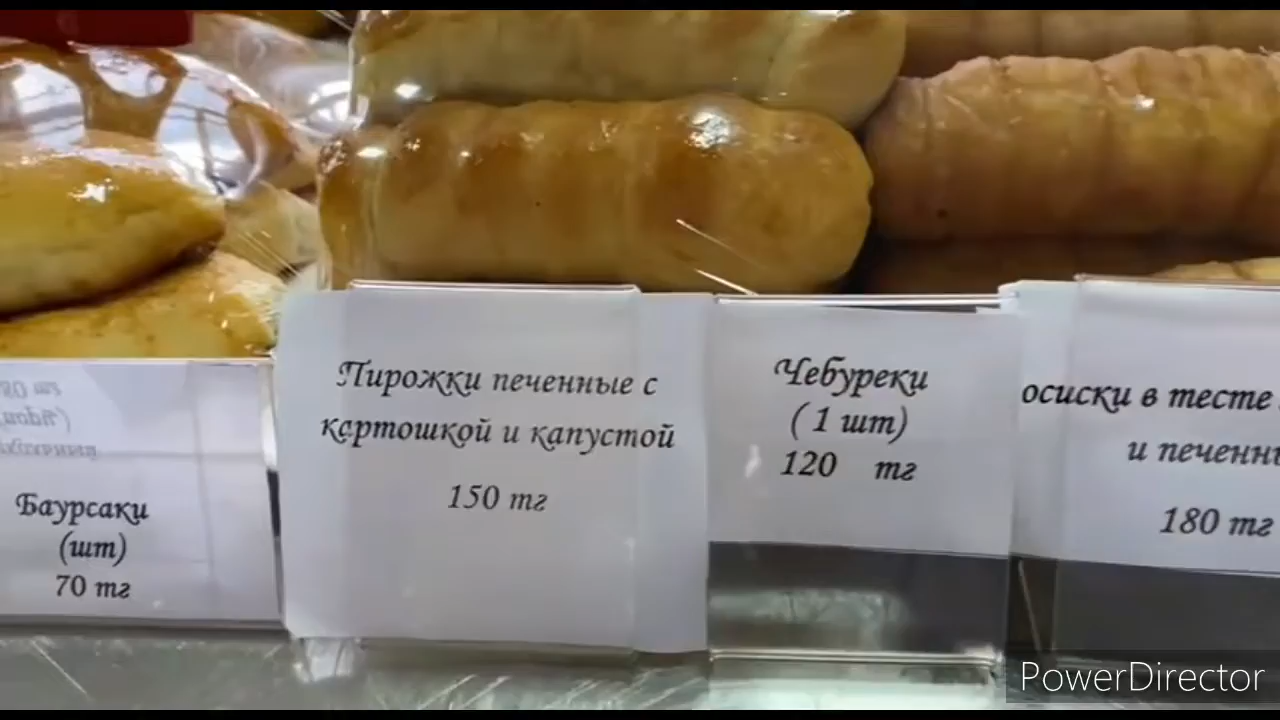 Баурсаки
(шт)
70 тг
Пирожки печенные с
картошкой и капустой
150 тг
Чебуреки
( 1 шт)
120 тг
осиски в тесте
и печенн
180 тг
PowerDirector